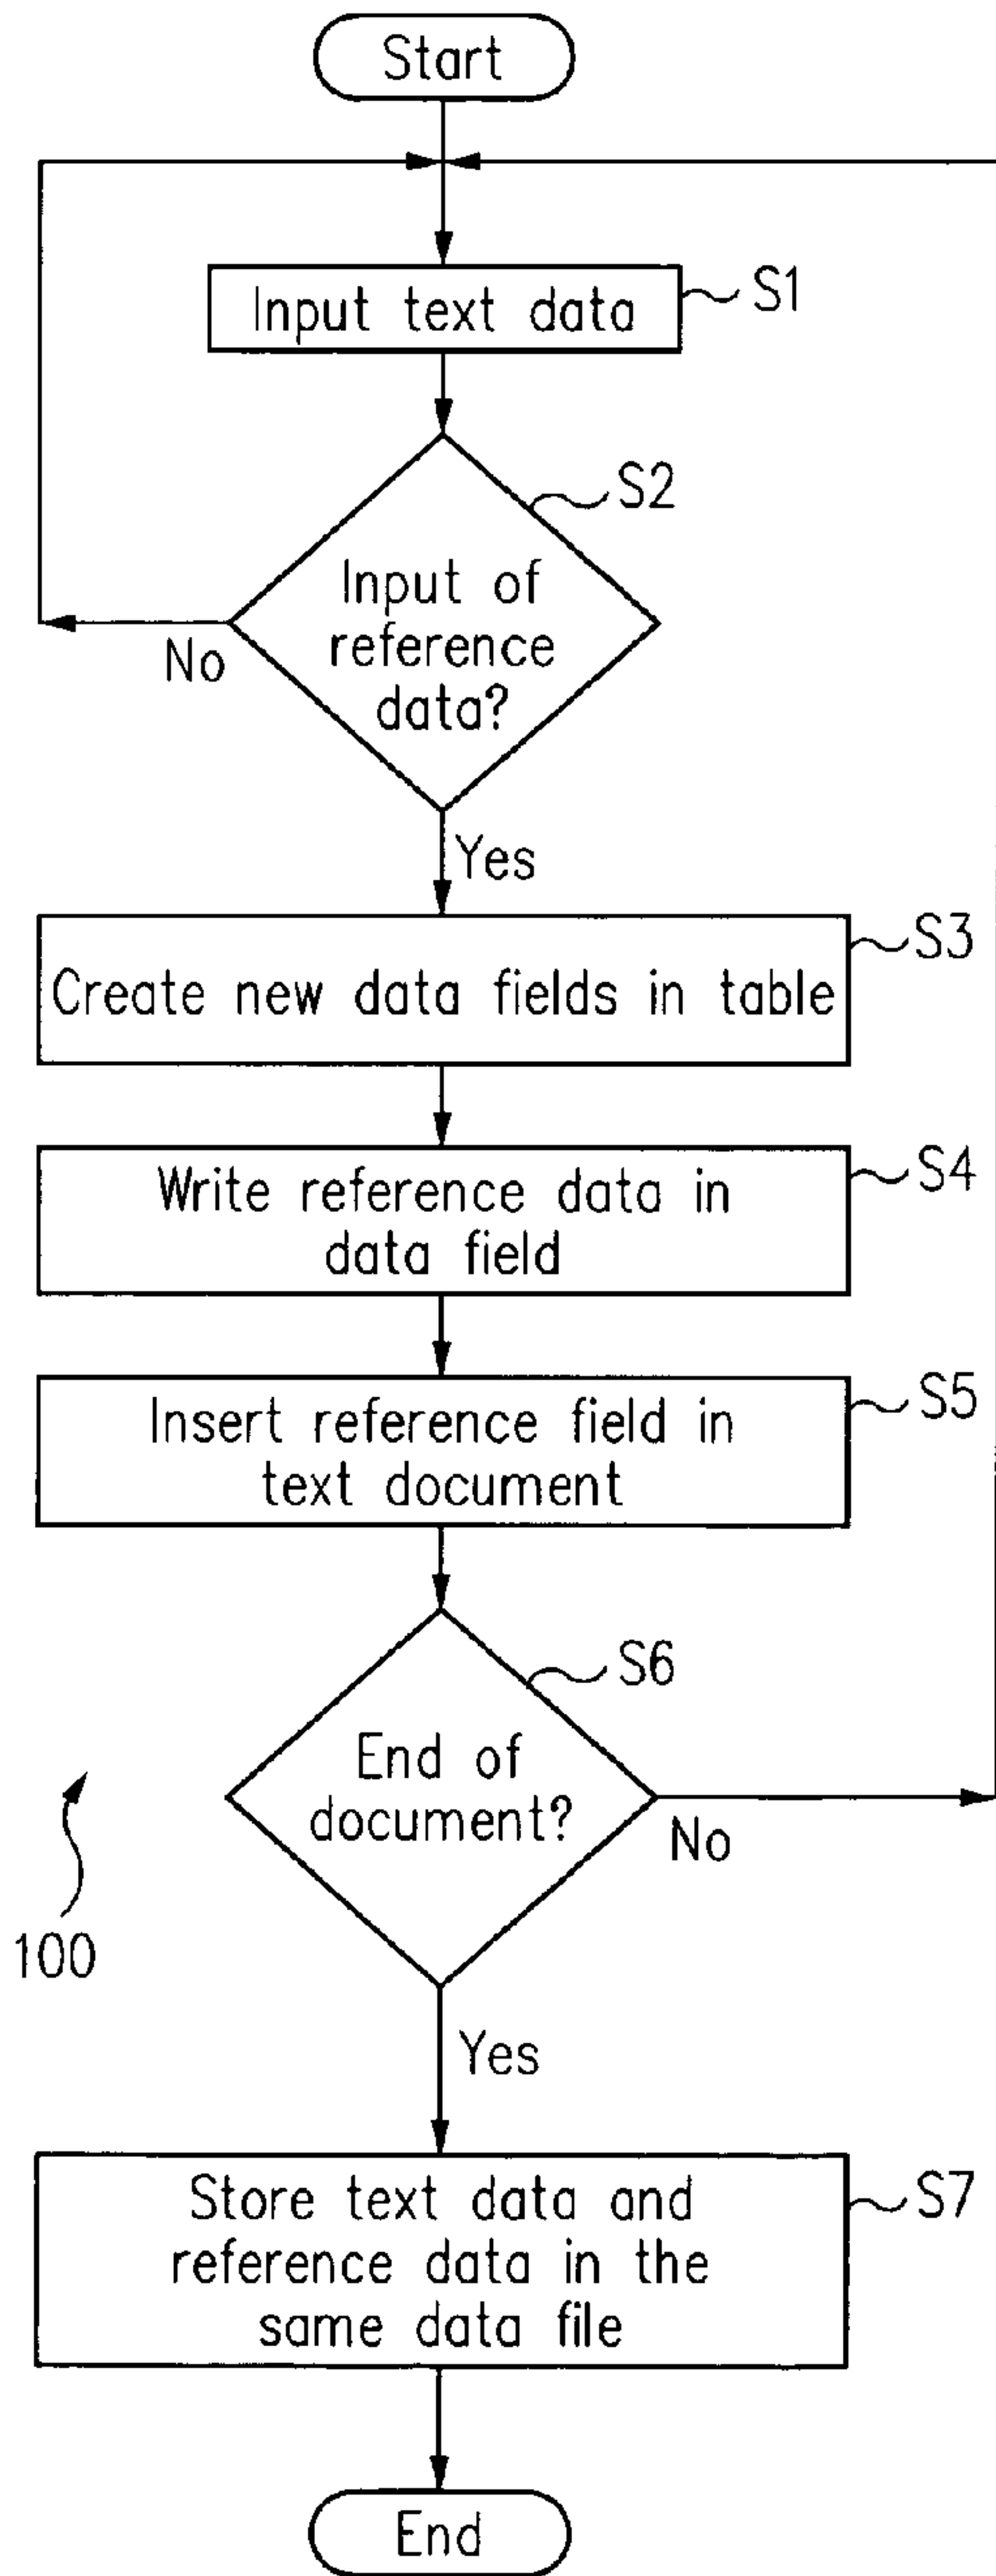 Start
Input text data
S1
S2
Input of
reference
data?
No
Yes
S3
Create new data fields in table
S4
Write reference data in
data field
S5
Insert reference field in
text document
S6
End of
document?
No
100
Yes
S7
Store text data and
reference data in the
same data file
End